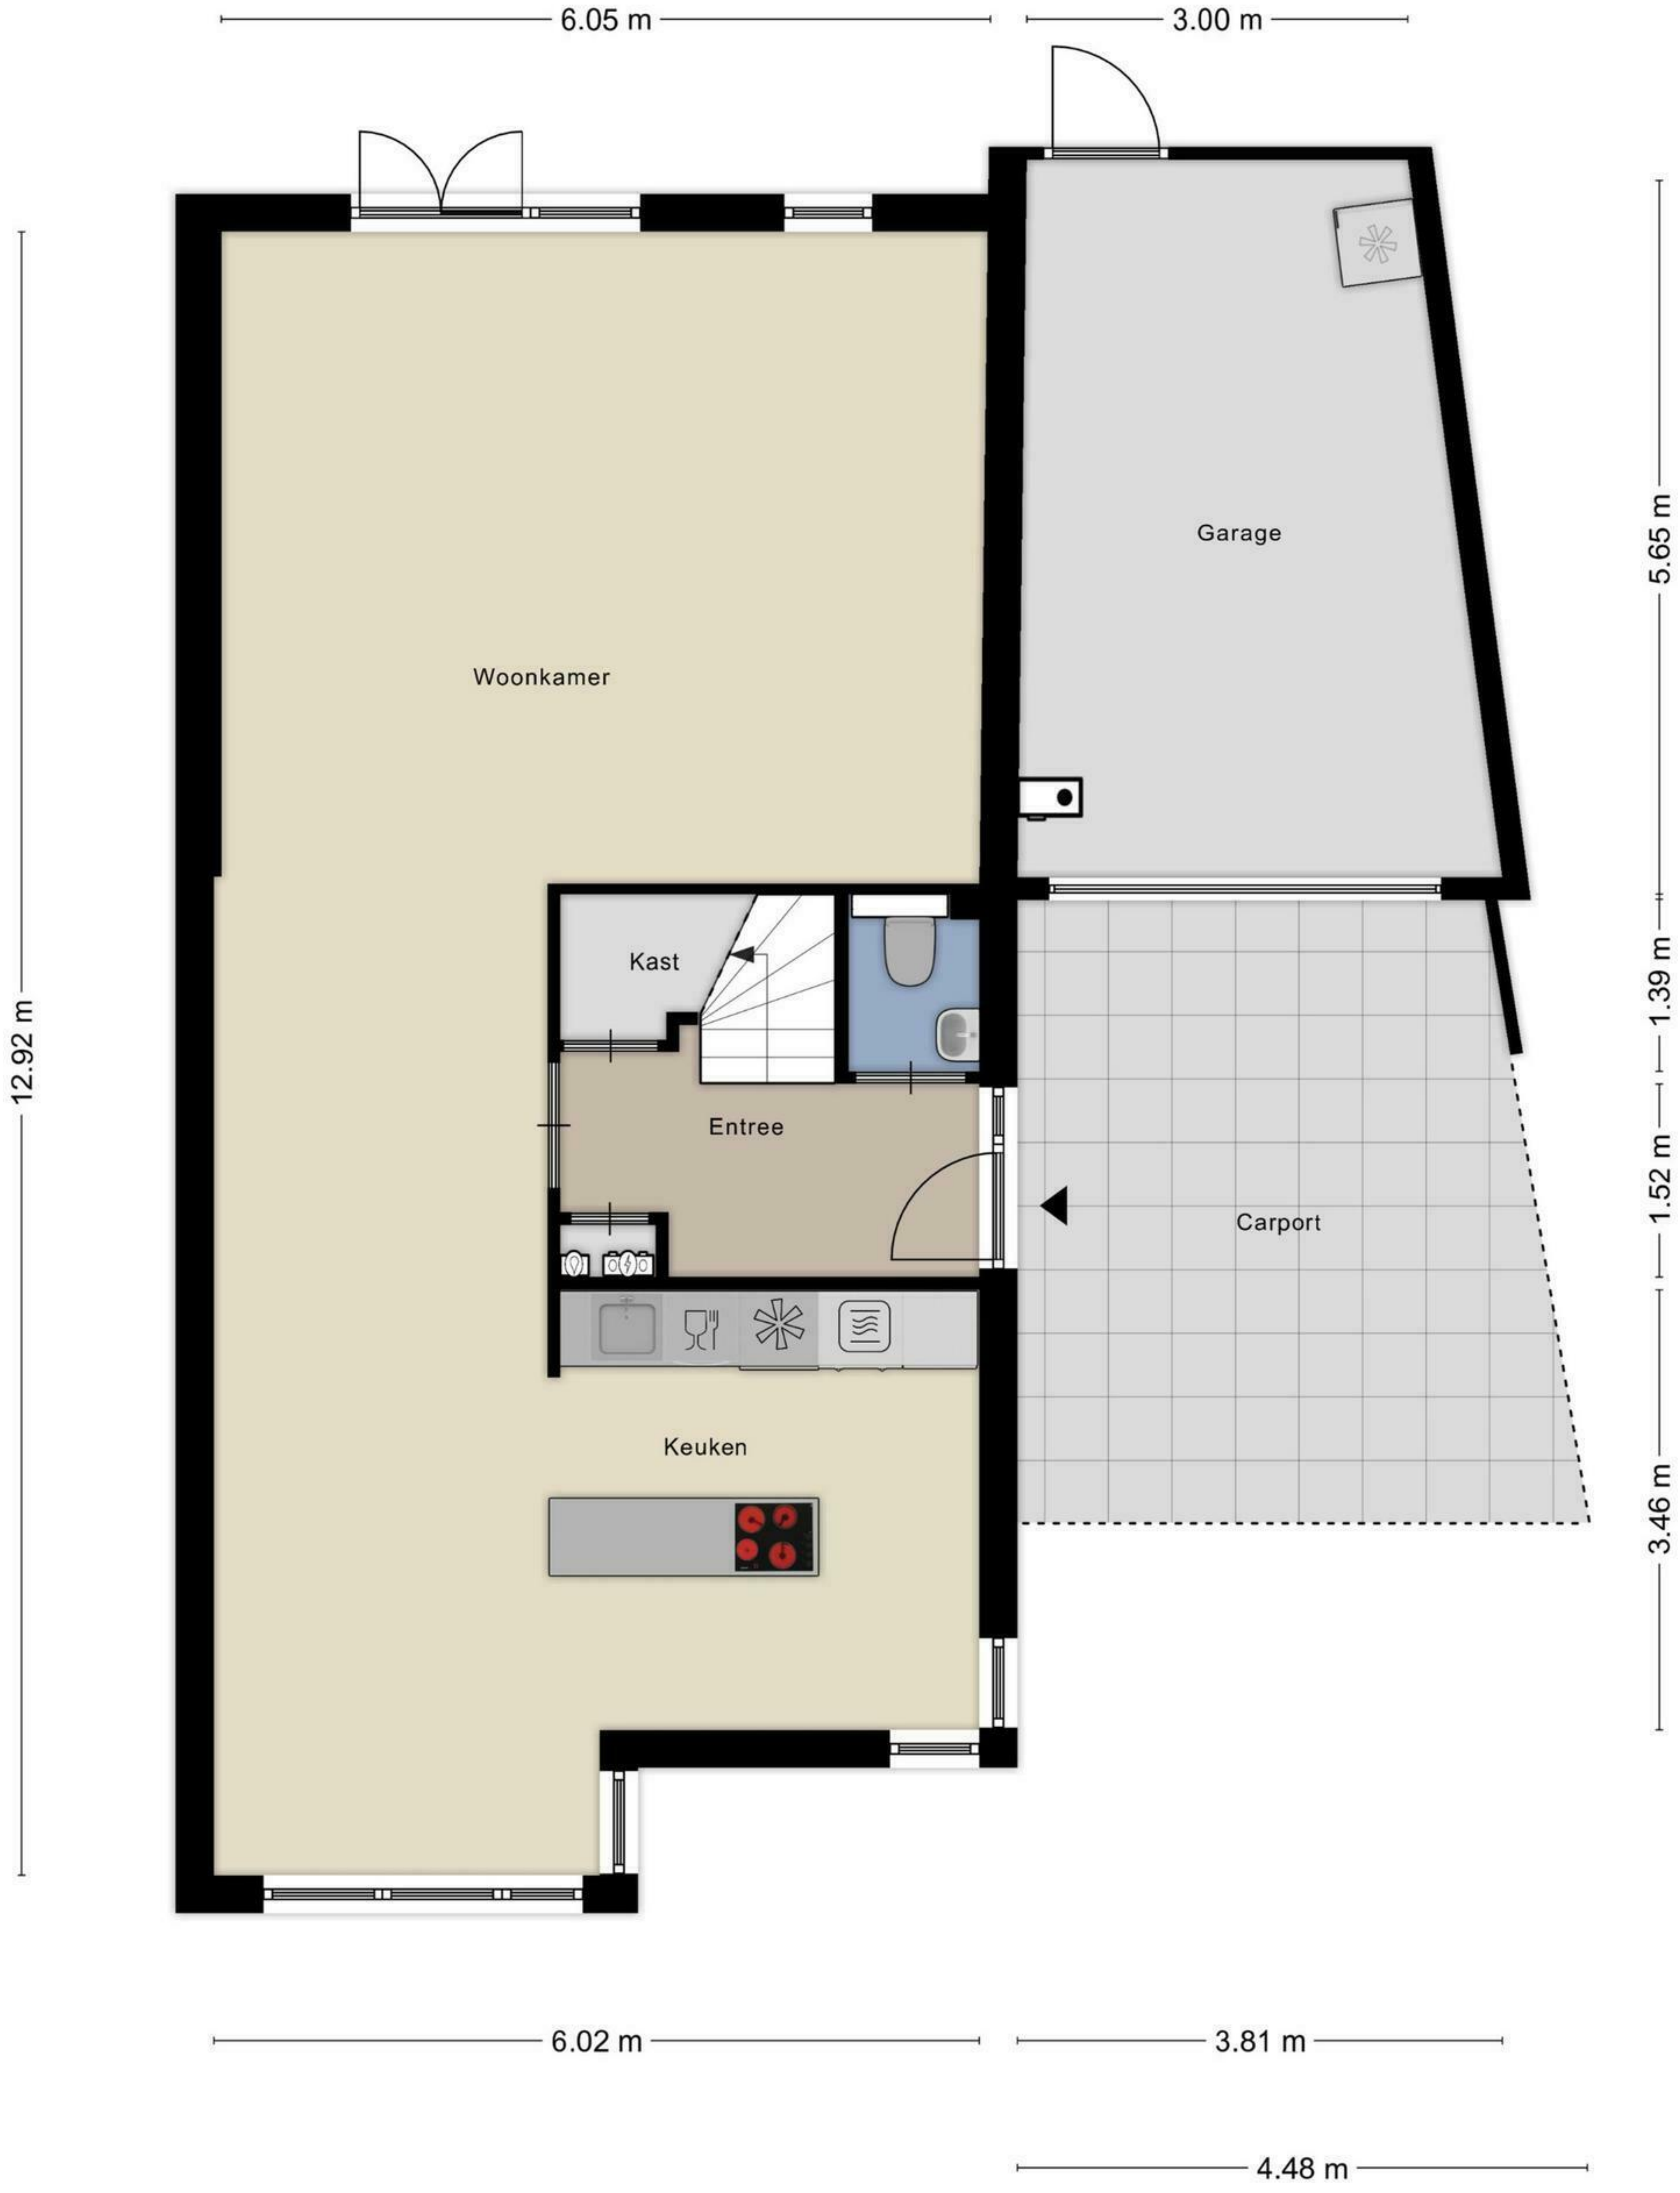 6.05 m
3.00 m
5.65 m
Garage
Woonkamer
Kast
1.39 m
12.92 m
Entree
1.52 m
Carport
Keuken
3.46 m
6.02 m
3.81 m
4.48 m